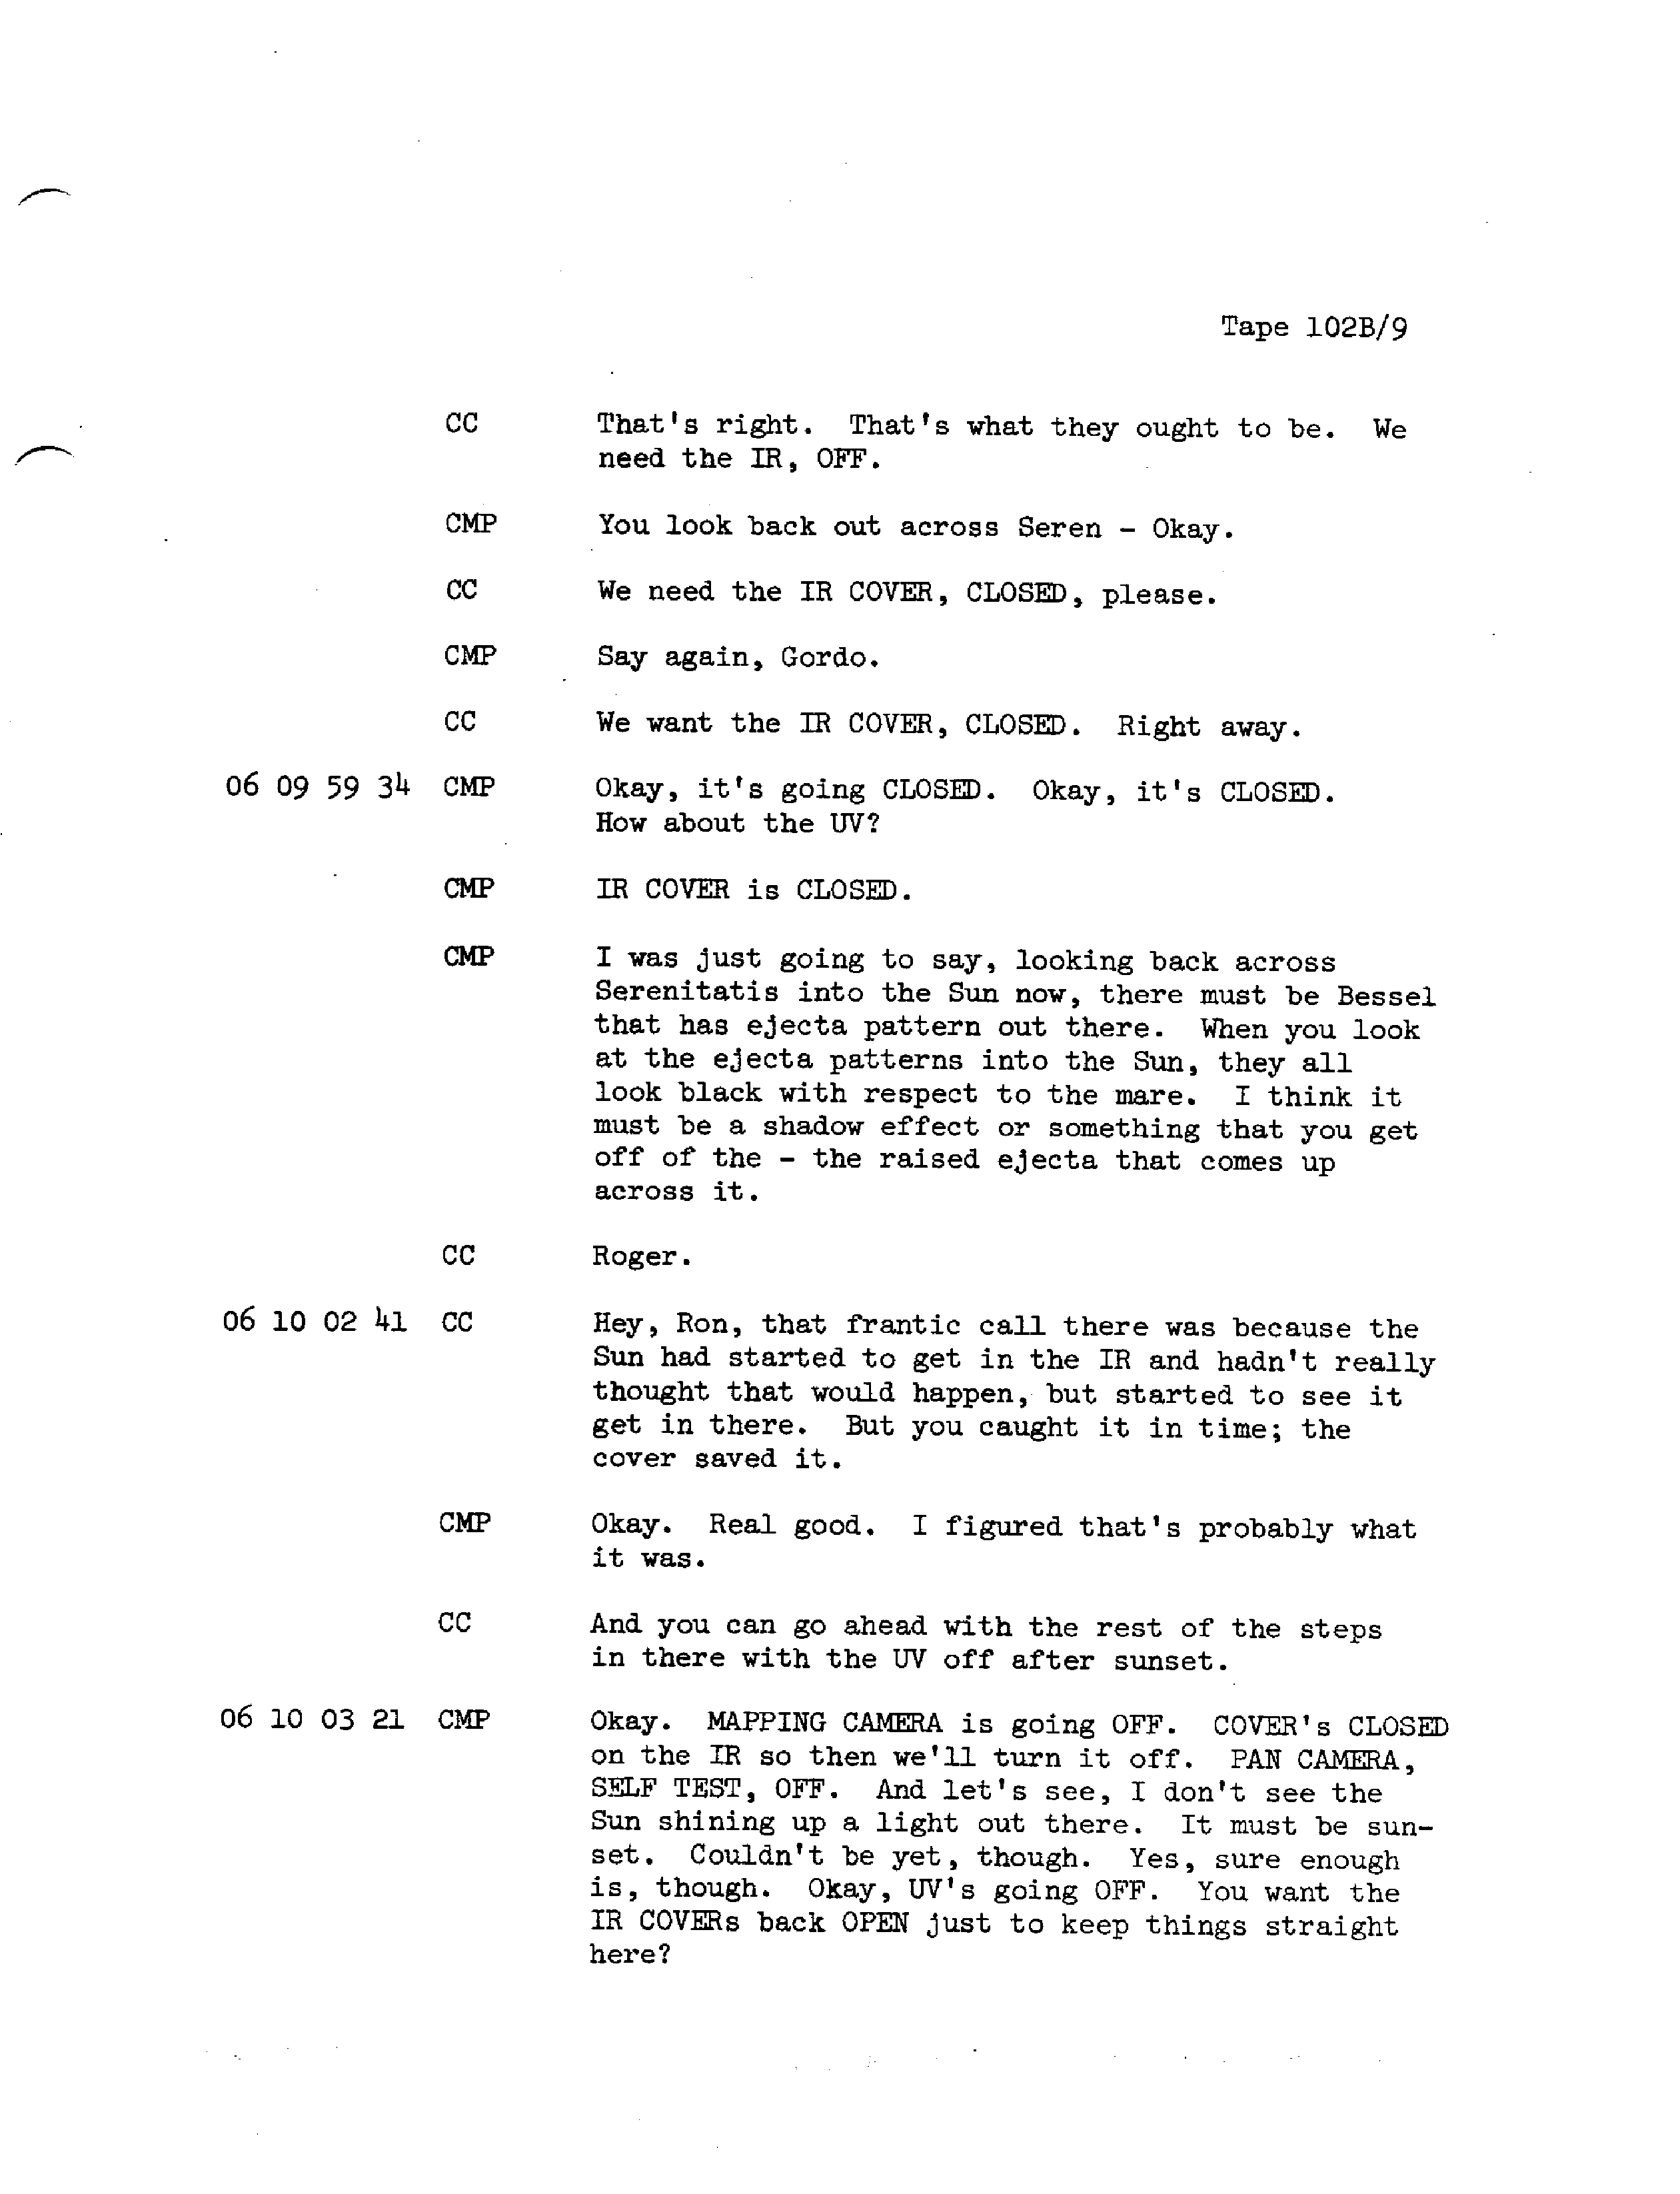 Tape 102B/9
CC That's right. That's what they ought to be. We
need the IR, OFF.
CMP You look back out across Seren - Okay.
CC We need the IR COVER, CLOSED, please.
CMP Say again, Gordo.
CC We want the IR COVER, CLOSED. Right away.
06 09 59 34 CMP Okay, it's going CLOSED. Okay, it's CLOSED.
How about the UV?
CMP IR COVER is CLOSED.
CMP I was just going to say, looking back across
Serenitatis into the Sun now, there must be Bessel
that has ejecta pattern out there. When you look
at the ejecta patterns into the Sun, they all
look black with respect to the mare. I think it
must be a shadow effect or something that you get
off of the - the raised ejecta that comes up
across it.
CC Roger.
06 10 02 41 CC Hey, Ron, that frantic call there was because the
Sun had started to get in the IR and hadn't really
thought that would happen, but started to see it
get in there. But you caught it in time; the
cover saved it.
CMP Okay. Real good. I figured that's probably what
it was.
CC And you can go ahead with the rest of the steps
in there with the UV off after sunset.
06 10 03 21 CMP Okay. MAPPING CAMERA is going OFF. COVER's CLOSED
on the IR so then we'll turn it off. PAN CAMERA,
SELF TEST, OFF. And let's see, I don't see the
Sun shining up a light out there. It must be sun-
set. Couldn't be yet, though. Yes, sure enough
is, though. Okay, UV's going OFF. You want the
IR COVERs back OPEN just to keep things straight
here?